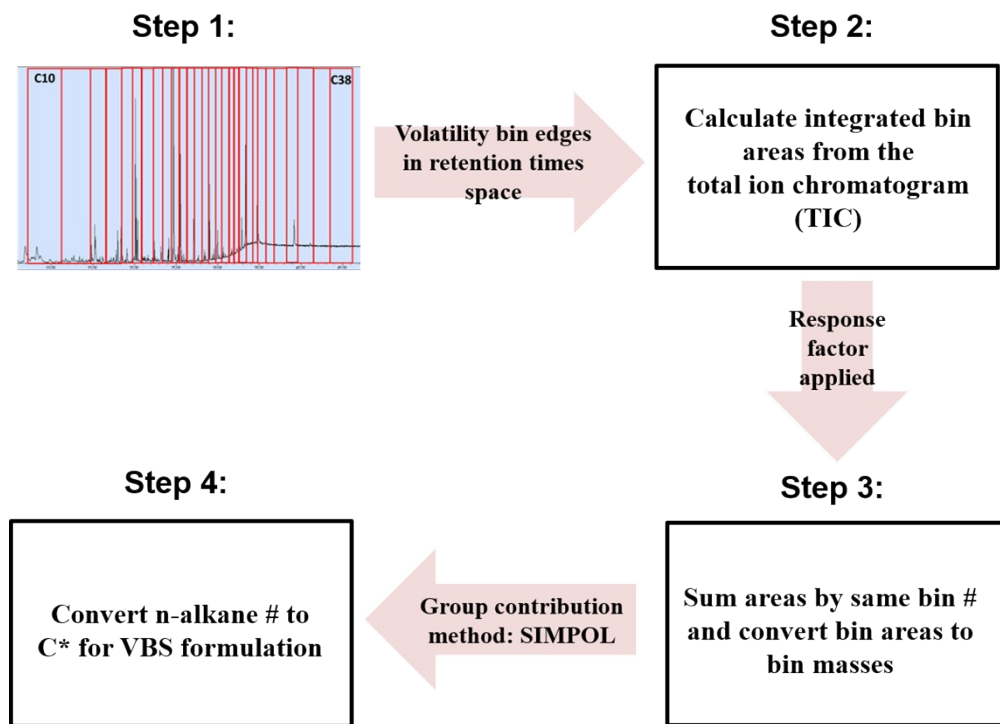 Step 1:
C10
C38
Volatility bin edges
in retention times
space
Step 2:
Calculate integrated bin
areas from the
total ion chromatogram
(TIC)
Response
factor
applied
Step 3:
Sum areas by same bin #
and convert bin areas to
bin masses
Group contribution
method: SIMPOL
Step 4:
Convert n-alkane # to
C* for VBS formulation